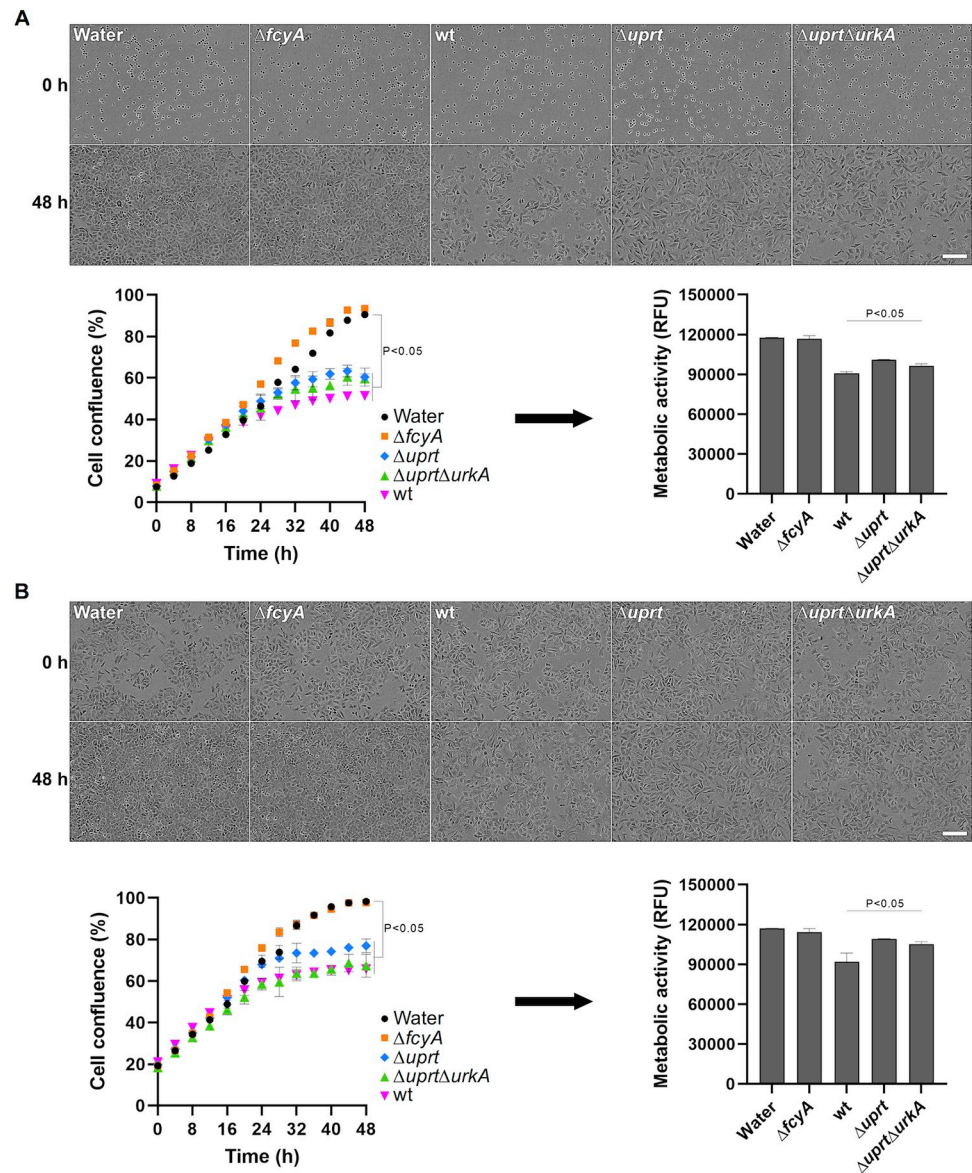 A
Water ΔfcyA wt Δuprt ΔuprtΔurkA
0 h
48 h
Cell confluence (%)
100
80
60
40
20
0
0 8 16 24 32 40 48
Time (h)
P<0.05
Water
ΔfcyA
Δuprt
ΔuprtΔurkA
wt
Metabolic activity (RFU)
150000
120000
90000
60000
30000
0
P<0.05
Water ΔfcyA wt Δuprt ΔuprtΔurkA
B
Water ΔfcyA wt Δuprt ΔuprtΔurkA
0 h
48 h
Cell confluence (%)
100
80
60
40
20
0
0 8 16 24 32 40 48
Time (h)
P<0.05
Water
ΔfcyA
Δuprt
ΔuprtΔurkA
wt
Metabolic activity (RFU)
150000
120000
90000
60000
30000
0
P<0.05
Water ΔfcyA wt Δuprt ΔuprtΔurkA